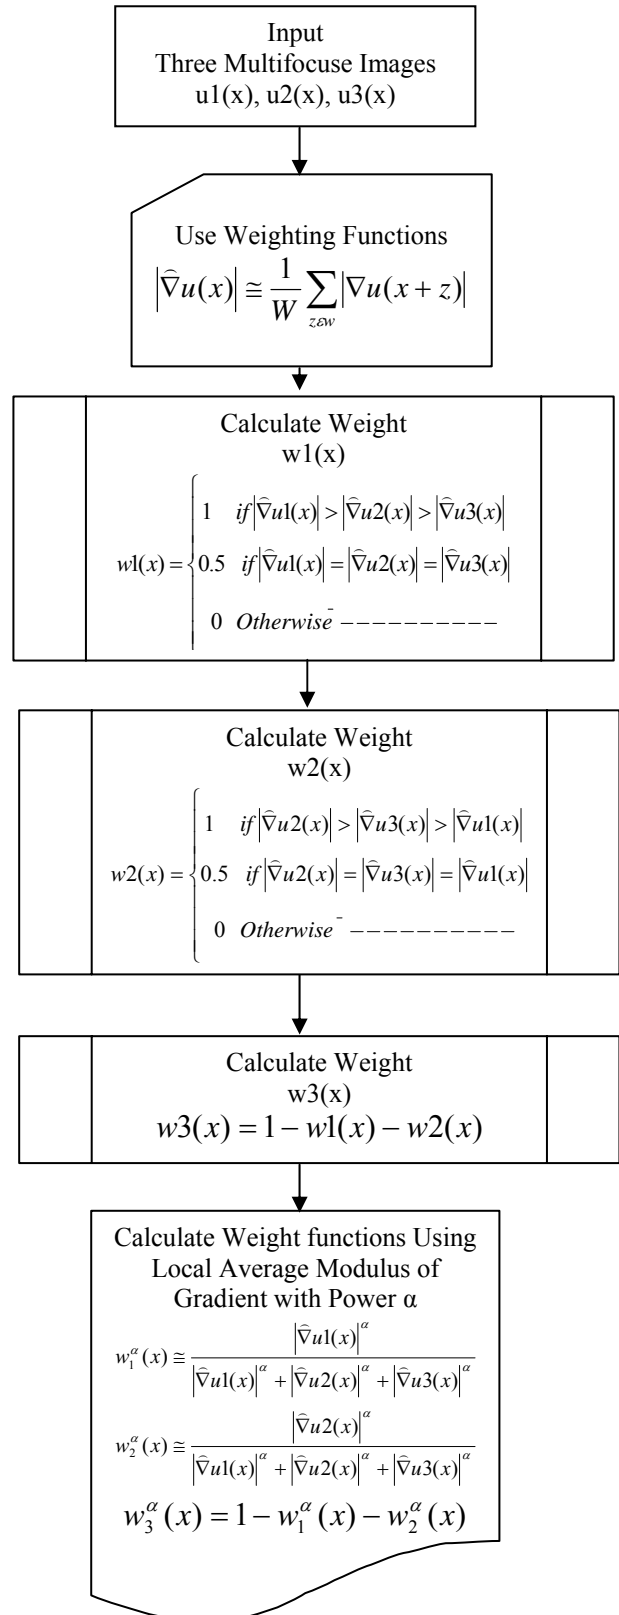 Input
Three Multifocuse Images
u1(x), u2(x), u3(x)
Use Weighting Functions
|∇̂u(x)| ≅ 1/W ∑_{zεw} |∇u(x + z)|
Calculate Weight
w1(x)
w1(x) = { 1 if |∇̂u1(x)| > |∇̂u2(x)| > |∇̂u3(x)|
0.5 if |∇̂u1(x)| = |∇̂u2(x)| = |∇̂u3(x)|
0 Otherwise ‾ – – – – – – – – – –
Calculate Weight
w2(x)
w2(x) = { 1 if |∇̂u2(x)| > |∇̂u3(x)| > |∇̂u1(x)|
0.5 if |∇̂u2(x)| = |∇̂u3(x)| = |∇̂u1(x)|
0 Otherwise ‾ – – – – – – – – – –
Calculate Weight
w3(x)
w3(x) = 1 − w1(x) − w2(x)
Calculate Weight functions Using
Local Average Modulus of
Gradient with Power α
w_1^α(x) ≅ |∇̂u1(x)|^α / (|∇̂u1(x)|^α + |∇̂u2(x)|^α + |∇̂u3(x)|^α)
w_2^α(x) ≅ |∇̂u2(x)|^α / (|∇̂u1(x)|^α + |∇̂u2(x)|^α + |∇̂u3(x)|^α)
w_3^α(x) = 1 − w_1^α(x) − w_2^α(x)